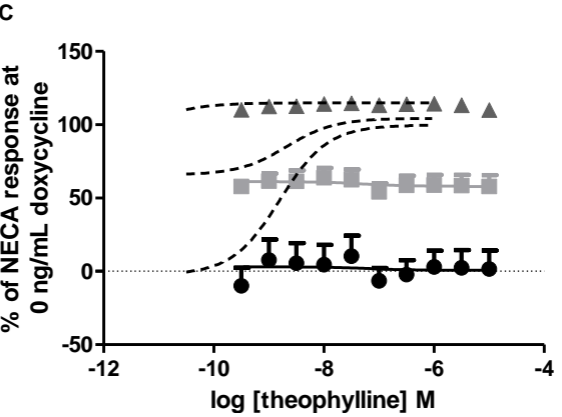 C
% of NECA response at
0 ng/mL doxycycline
150
100
50
0
-50
-12
-10
-8
-6
-4
log [theophylline] M